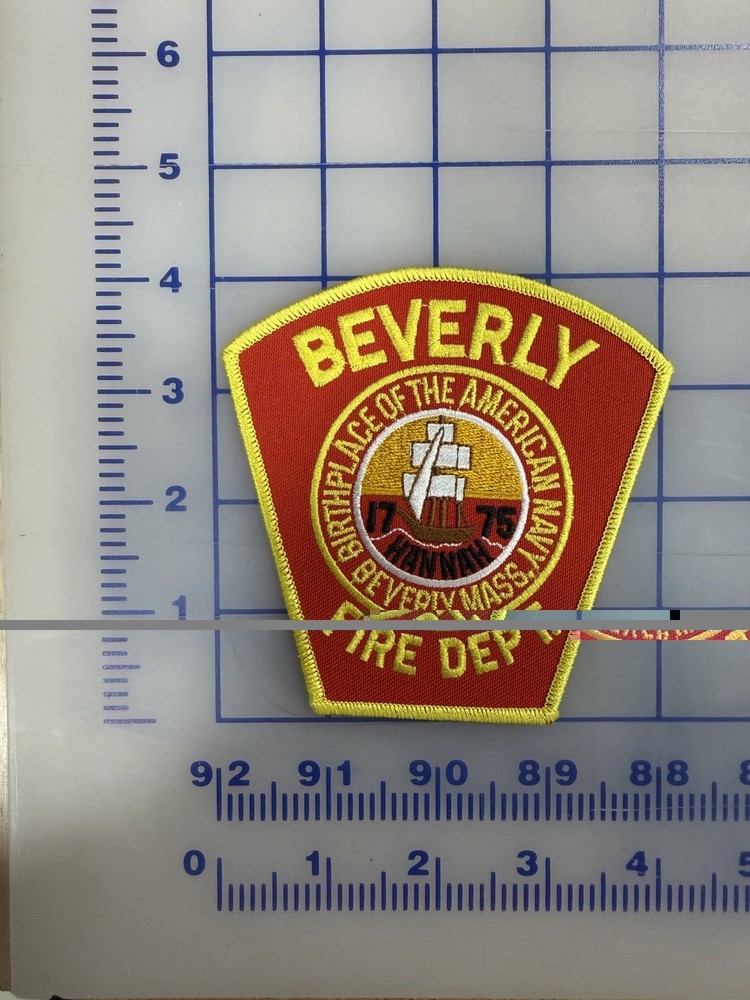 6
5
4
BEVERLY
3
BIRTHPLACE OF THE AMERICAN NAVY.
2
17 75
HANNAH
BEVERLY MASS.
1
FIRE DEP'T.
92 91 90 89 88 8
0 1 2 3 4 5